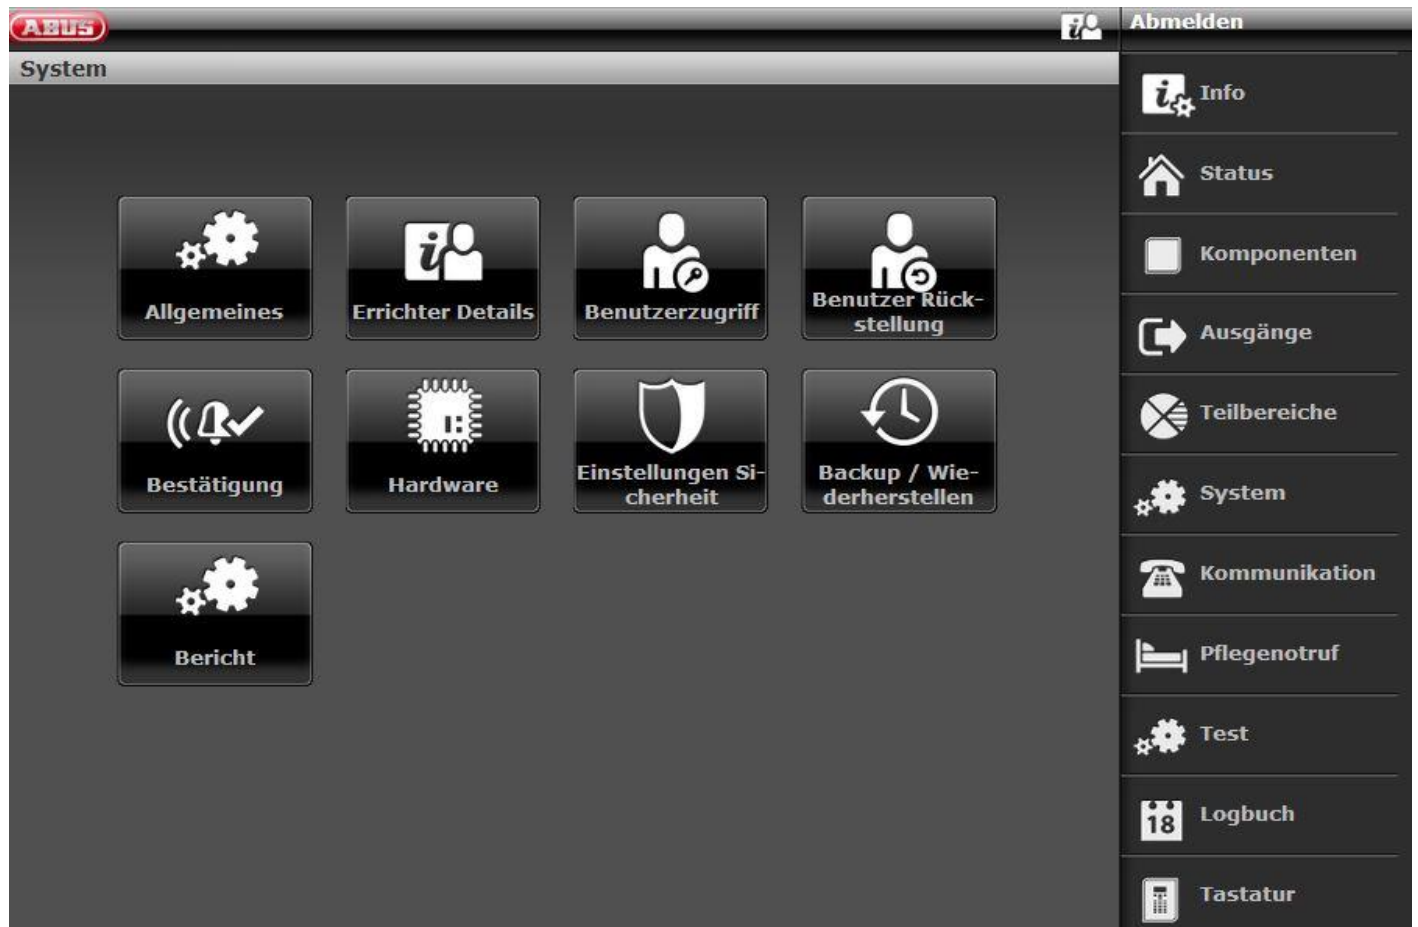 ABUS
Abmelden
System
Info
Status
Komponenten
Ausgänge
Teilbereiche
System
Kommunikation
Pflegenotruf
Test
18
Logbuch
Tastatur
Allgemeines
Errichter Details
Benutzerzugriff
Benutzer Rück-
stellung
Bestätigung
Hardware
Einstellungen Si-
cherheit
Backup / Wie-
derherstellen
Bericht